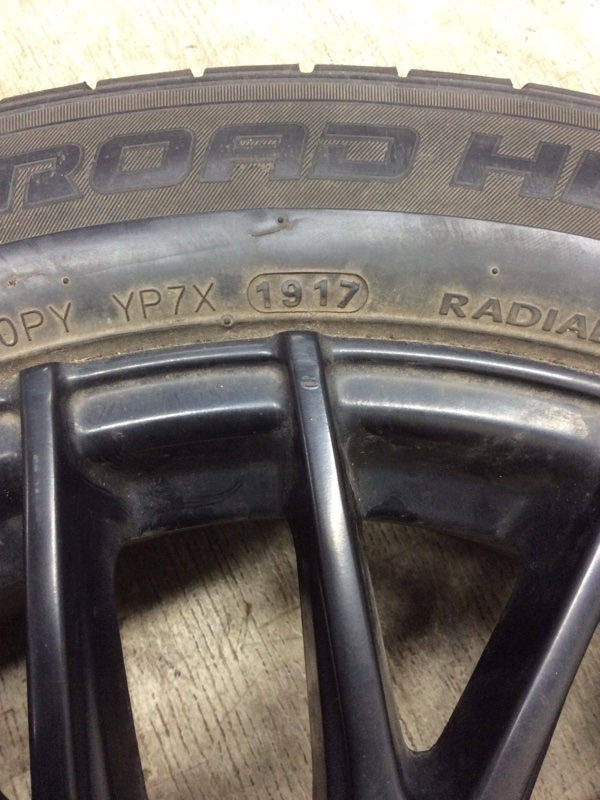 ROAD H
0PY YP7X 1917 RADIAL